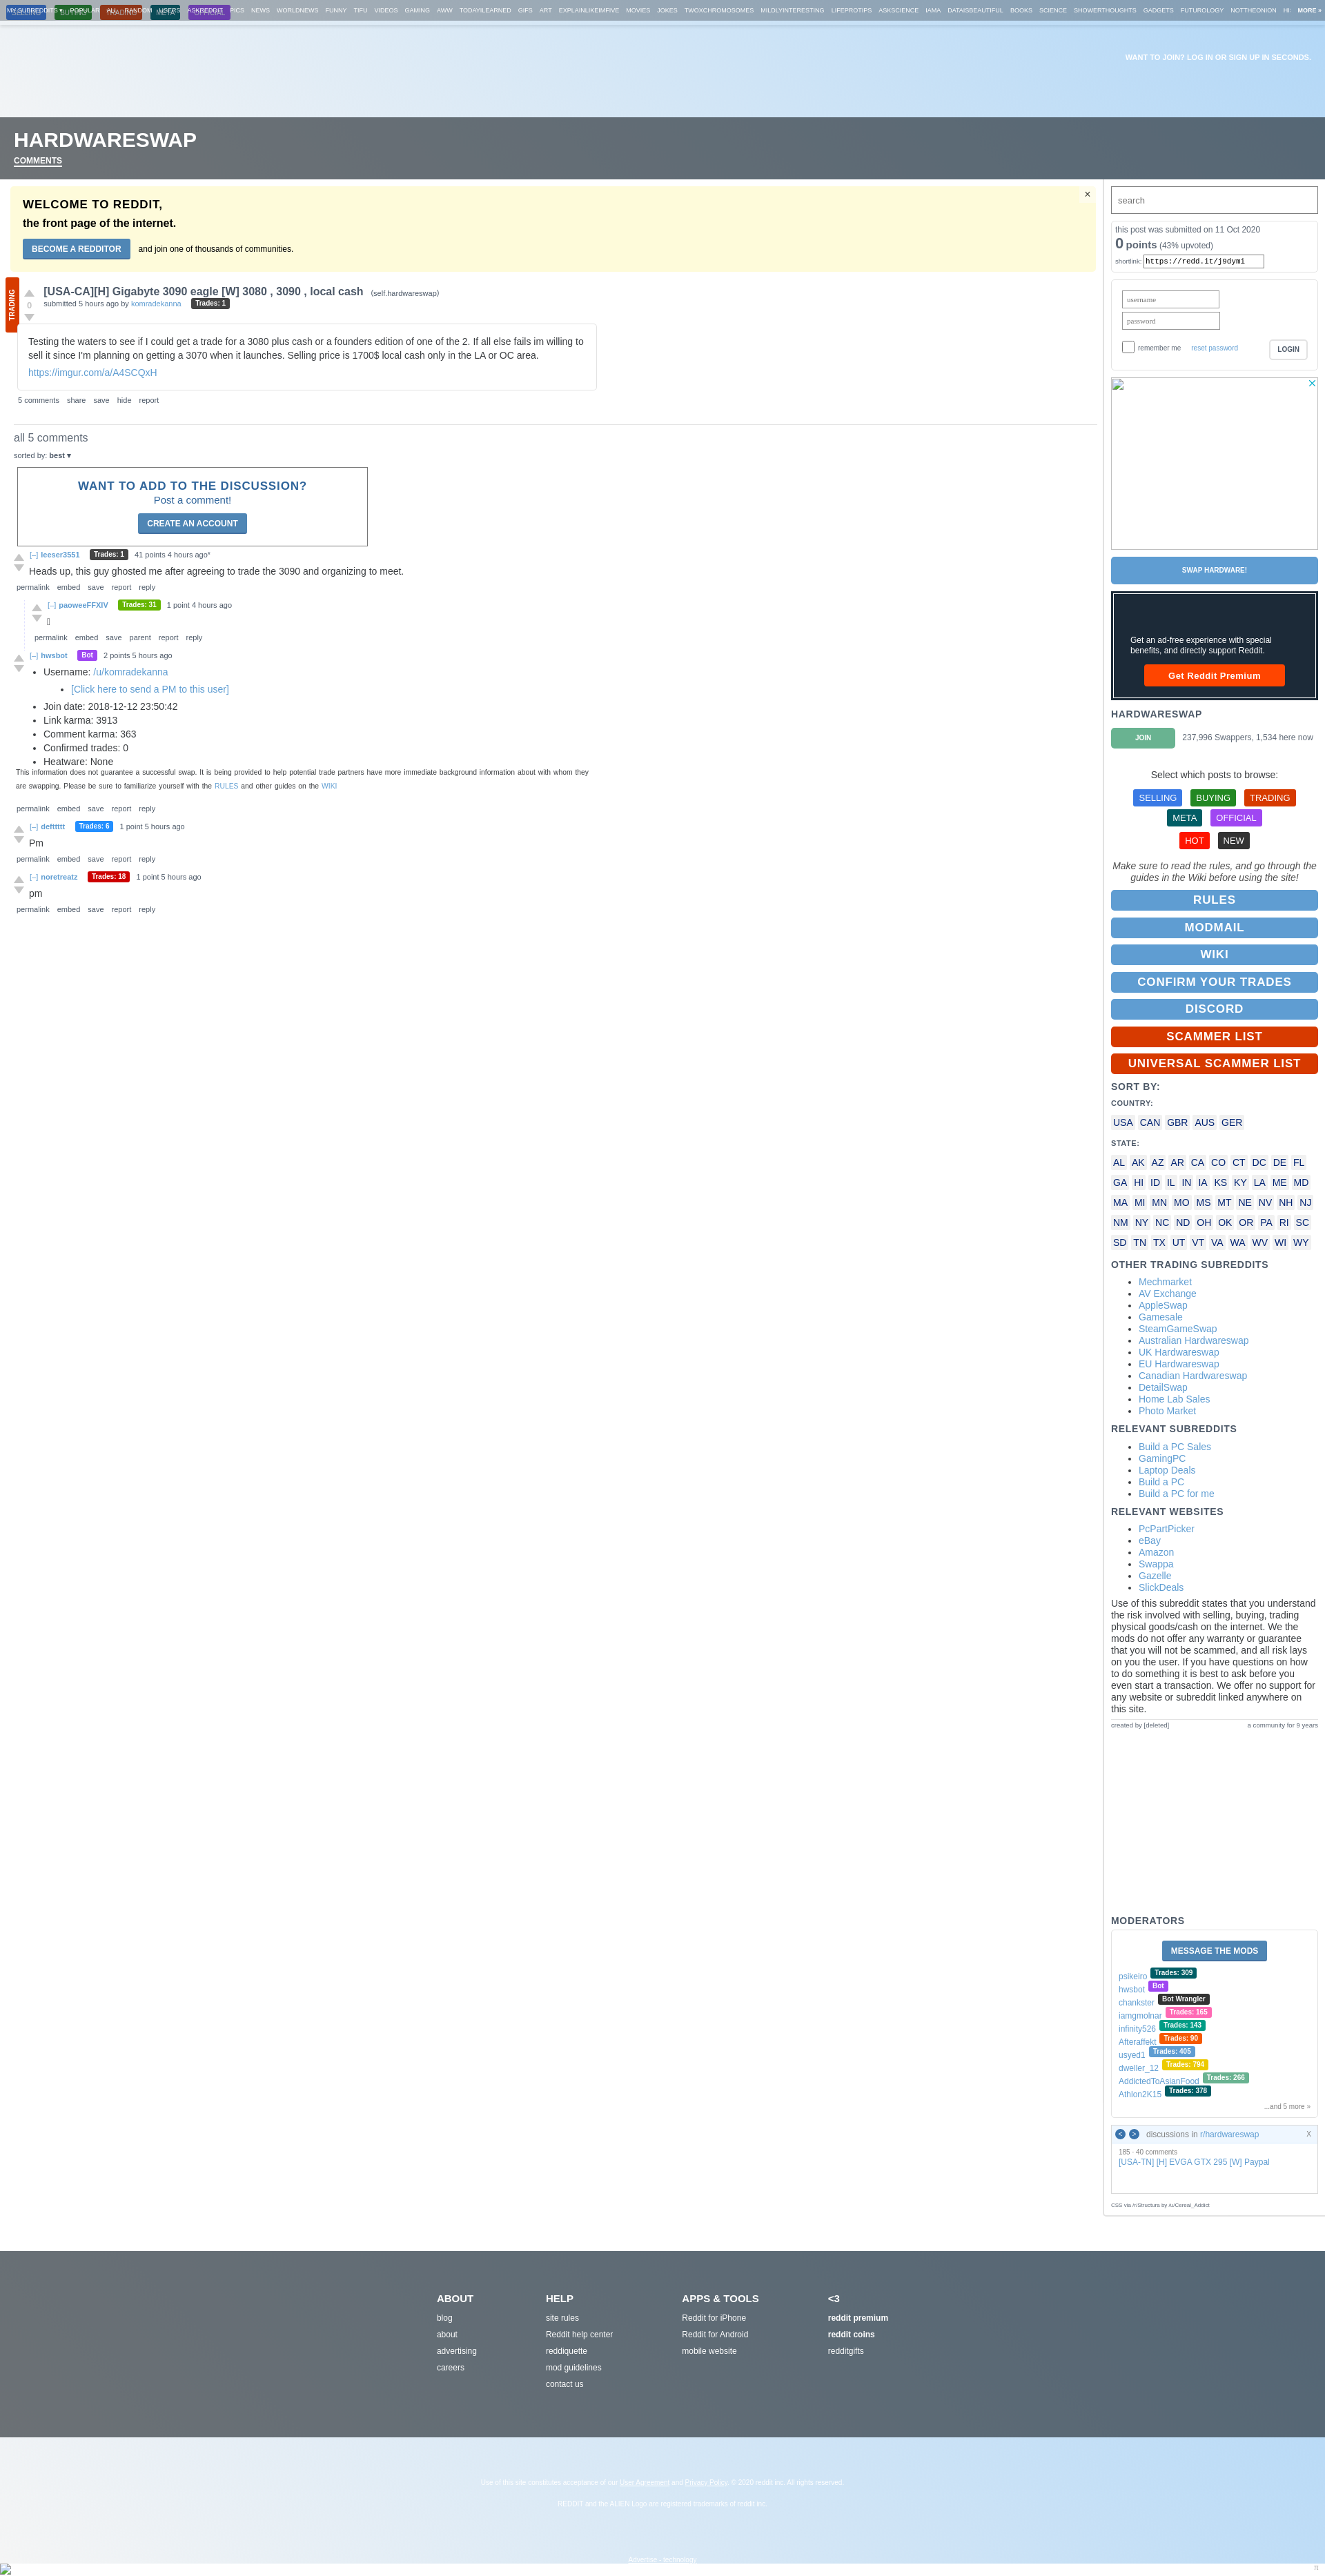 MY SUBREDDITS ▾ POPULAR ALL RANDOM USERS ASKREDDIT PICS NEWS WORLDNEWS FUNNY TIFU VIDEOS GAMING AWW TODAYILEARNED GIFS ART EXPLAINLIKEIMFIVE MOVIES JOKES TWOXCHROMOSOMES MILDLYINTERESTING LIFEPROTIPS ASKSCIENCE IAMA DATAISBEAUTIFUL BOOKS SCIENCE SHOWERTHOUGHTS GADGETS FUTUROLOGY NOTTHEONION HI MORE »
SELLING BUYING TRADING META OFFICIAL
WANT TO JOIN? LOG IN OR SIGN UP IN SECONDS.
HARDWARESWAP
COMMENTS
WELCOME TO REDDIT,
the front page of the internet.
BECOME A REDDITOR and join one of thousands of communities.
×
TRADING
0
[USA-CA][H] Gigabyte 3090 eagle [W] 3080 , 3090 , local cash (self.hardwareswap)
submitted 5 hours ago by komradekanna Trades: 1
Testing the waters to see if I could get a trade for a 3080 plus cash or a founders edition of one of the 2. If all else fails im willing to
sell it since I'm planning on getting a 3070 when it launches. Selling price is 1700$ local cash only in the LA or OC area.
https://imgur.com/a/A4SCQxH
5 comments share save hide report
all 5 comments
sorted by: best ▾
WANT TO ADD TO THE DISCUSSION?
Post a comment!
CREATE AN ACCOUNT
[–] leeser3551 Trades: 1 41 points 4 hours ago*
Heads up, this guy ghosted me after agreeing to trade the 3090 and organizing to meet.
permalink embed save report reply
[–] paoweeFFXIV Trades: 31 1 point 4 hours ago
permalink embed save parent report reply
[–] hwsbot Bot 2 points 5 hours ago
• Username: /u/komradekanna
• [Click here to send a PM to this user]
• Join date: 2018-12-12 23:50:42
• Link karma: 3913
• Comment karma: 363
• Confirmed trades: 0
• Heatware: None
This information does not guarantee a successful swap. It is being provided to help potential trade partners have more immediate background information about with whom they
are swapping. Please be sure to familiarize yourself with the RULES and other guides on the WIKI
permalink embed save report reply
[–] defttttt Trades: 6 1 point 5 hours ago
Pm
permalink embed save report reply
[–] noretreatz Trades: 18 1 point 5 hours ago
pm
permalink embed save report reply
search
this post was submitted on 11 Oct 2020
0 points (43% upvoted)
shortlink: https://redd.it/j9dymi
username
password
remember me reset password LOGIN
SWAP HARDWARE!
Get an ad-free experience with special
benefits, and directly support Reddit.
Get Reddit Premium
HARDWARESWAP
JOIN 237,996 Swappers, 1,534 here now
Select which posts to browse:
SELLING BUYING TRADING
META OFFICIAL
HOT NEW
Make sure to read the rules, and go through the
guides in the Wiki before using the site!
RULES
MODMAIL
WIKI
CONFIRM YOUR TRADES
DISCORD
SCAMMER LIST
UNIVERSAL SCAMMER LIST
SORT BY:
COUNTRY:
USA CAN GBR AUS GER
STATE:
AL AK AZ AR CA CO CT DC DE FL
GA HI ID IL IN IA KS KY LA ME MD
MA MI MN MO MS MT NE NV NH NJ
NM NY NC ND OH OK OR PA RI SC
SD TN TX UT VT VA WA WV WI WY
OTHER TRADING SUBREDDITS
• Mechmarket
• AV Exchange
• AppleSwap
• Gamesale
• SteamGameSwap
• Australian Hardwareswap
• UK Hardwareswap
• EU Hardwareswap
• Canadian Hardwareswap
• DetailSwap
• Home Lab Sales
• Photo Market
RELEVANT SUBREDDITS
• Build a PC Sales
• GamingPC
• Laptop Deals
• Build a PC
• Build a PC for me
RELEVANT WEBSITES
• PcPartPicker
• eBay
• Amazon
• Swappa
• Gazelle
• SlickDeals
Use of this subreddit states that you understand
the risk involved with selling, buying, trading
physical goods/cash on the internet. We the
mods do not offer any warranty or guarantee
that you will not be scammed, and all risk lays
on you the user. If you have questions on how
to do something it is best to ask before you
even start a transaction. We offer no support for
any website or subreddit linked anywhere on
this site.
created by [deleted] a community for 9 years
MODERATORS
MESSAGE THE MODS
psikeiro Trades: 309
hwsbot Bot
chankster Bot Wrangler
iamgmolnar Trades: 165
infinity526 Trades: 143
Afteraffekt Trades: 90
usyed1 Trades: 405
dweller_12 Trades: 794
AddictedToAsianFood Trades: 266
Athlon2K15 Trades: 378
...and 5 more »
< > discussions in r/hardwareswap X
185 · 40 comments
[USA-TN] [H] EVGA GTX 295 [W] Paypal
CSS via /r/Structura by /u/Cereal_Addict
ABOUT
blog
about
advertising
careers
HELP
site rules
Reddit help center
reddiquette
mod guidelines
contact us
APPS & TOOLS
Reddit for iPhone
Reddit for Android
mobile website
<3
reddit premium
reddit coins
redditgifts
Use of this site constitutes acceptance of our User Agreement and Privacy Policy. © 2020 reddit inc. All rights reserved.
REDDIT and the ALIEN Logo are registered trademarks of reddit inc.
Advertise - technology
π